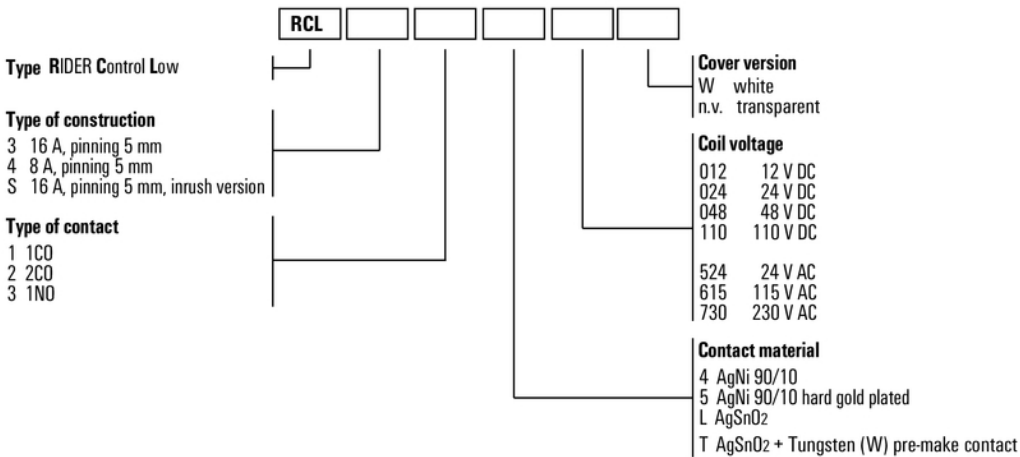 RCL
Type RIDER Control Low
Type of construction
3 16 A, pinning 5 mm
4 8 A, pinning 5 mm
S 16 A, pinning 5 mm, inrush version
Type of contact
1 1CO
2 2CO
3 1NO
Cover version
W white
n.v. transparent
Coil voltage
012 12 V DC
024 24 V DC
048 48 V DC
110 110 V DC
524 24 V AC
615 115 V AC
730 230 V AC
Contact material
4 AgNi 90/10
5 AgNi 90/10 hard gold plated
L AgSnO2
T AgSnO2 + Tungsten (W) pre-make contact